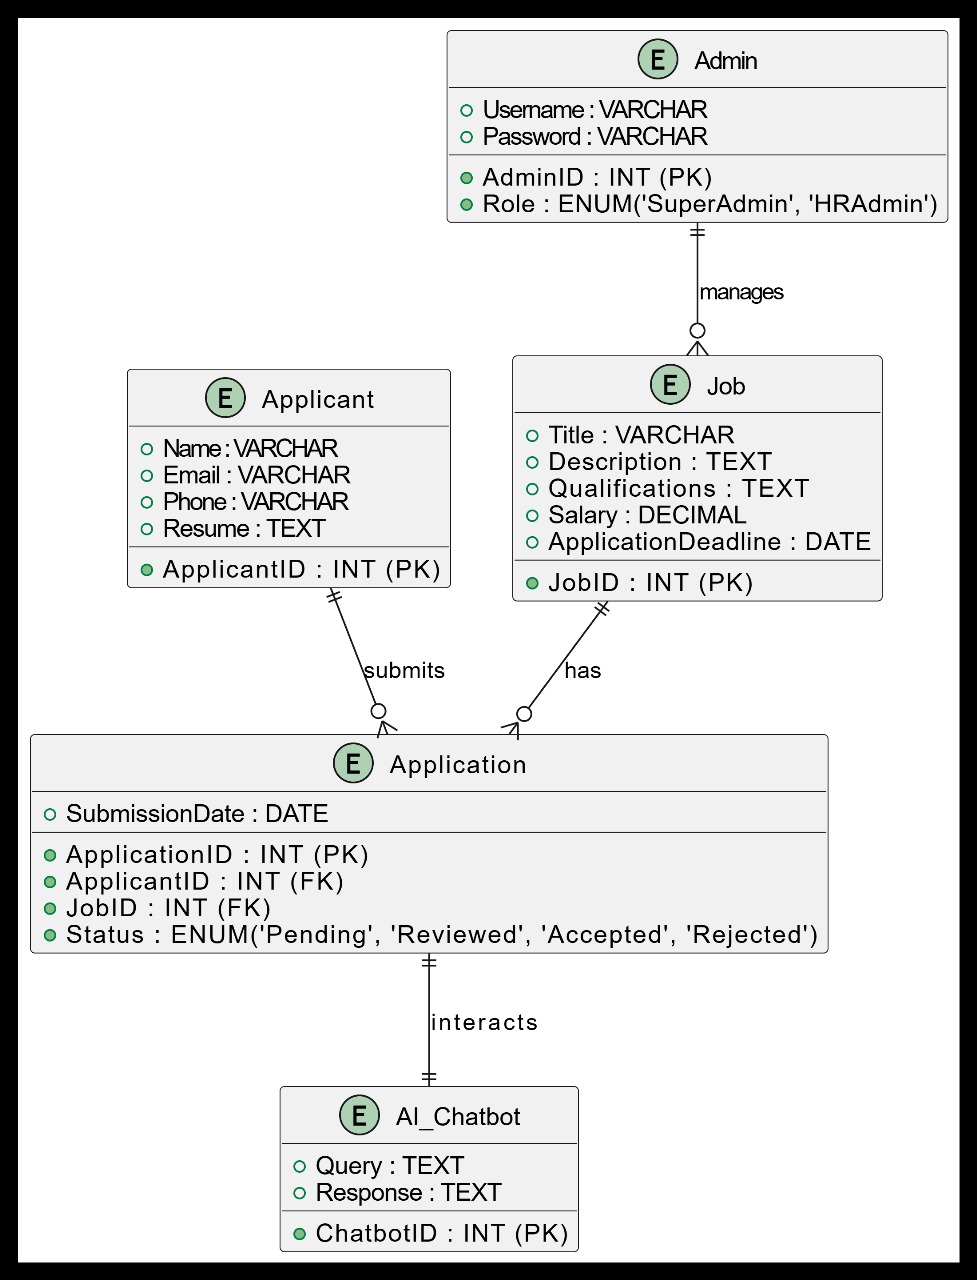 E Admin
Username : VARCHAR
Password : VARCHAR
AdminID : INT (PK)
Role : ENUM('SuperAdmin', 'HRAdmin')
manages
E Applicant
Name : VARCHAR
Email : VARCHAR
Phone : VARCHAR
Resume : TEXT
ApplicantID : INT (PK)
E Job
Title : VARCHAR
Description : TEXT
Qualifications : TEXT
Salary : DECIMAL
ApplicationDeadline : DATE
JobID : INT (PK)
submits
has
E Application
SubmissionDate : DATE
ApplicationID : INT (PK)
ApplicantID : INT (FK)
JobID : INT (FK)
Status : ENUM('Pending', 'Reviewed', 'Accepted', 'Rejected')
interacts
E AI_Chatbot
Query : TEXT
Response : TEXT
ChatbotID : INT (PK)